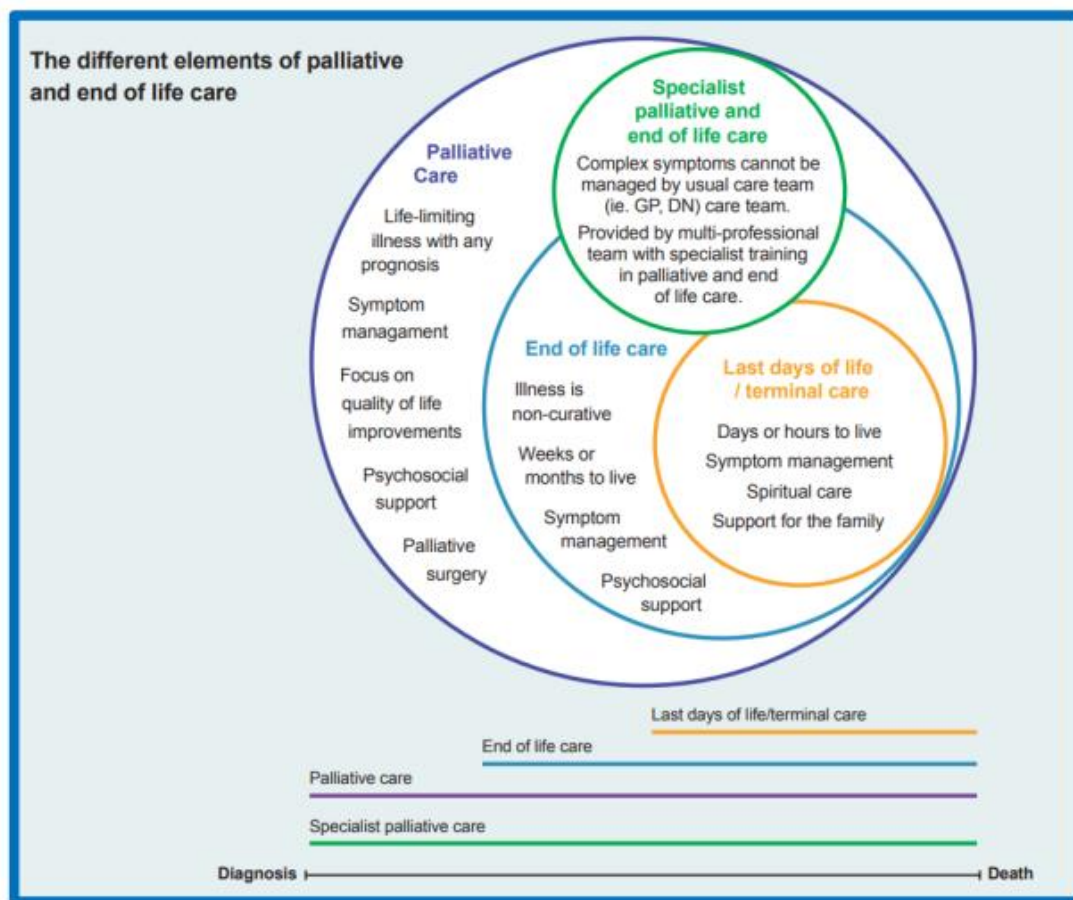 The different elements of palliative
and end of life care
Specialist
palliative and
end of life care
Complex symptoms cannot be
managed by usual care team
(ie. GP, DN) care team.
Provided by multi-professional
team with specialist training
in palliative and end
of life care.
Palliative
Care
Life-limiting
illness with any
prognosis
Symptom
managament
Focus on
quality of life
improvements
Psychosocial
support
Palliative
surgery
End of life care
Illness is
non-curative
Weeks or
months to live
Symptom
management
Psychosocial
support
Last days of life
/ terminal care
Days or hours to live
Symptom management
Spiritual care
Support for the family
Last days of life/terminal care
End of life care
Palliative care
Specialist palliative care
Diagnosis
Death